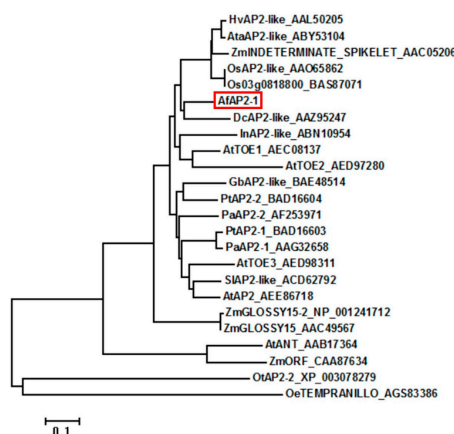 HvAP2-like_AAL50205
AtaAP2-like_ABY53104
ZmINDETERMINATE_SPIKELET_AAC05206
OsAP2-like_AAO65862
Os03g0818800_BAS87071
AfAP2-1
DcAP2-like_AAZ95247
InAP2-like_ABN10954
AtTOE1_AEC08137
AtTOE2_AED97280
GbAP2-like_BAE48514
PtAP2-2_BAD16604
PaAP2-2_AF253971
PtAP2-1_BAD16603
PaAP2-1_AAG32658
AtTOE3_AED98311
SlAP2-like_ACD62792
AtAP2_AEE86718
ZmGLOSSY15-2_NP_001241712
ZmGLOSSY15_AAC49567
AtANT_AAB17364
ZmORF_CAA87634
OtAP2-2_XP_003078279
OeTEMPRANILLO_AGS83386
0.1